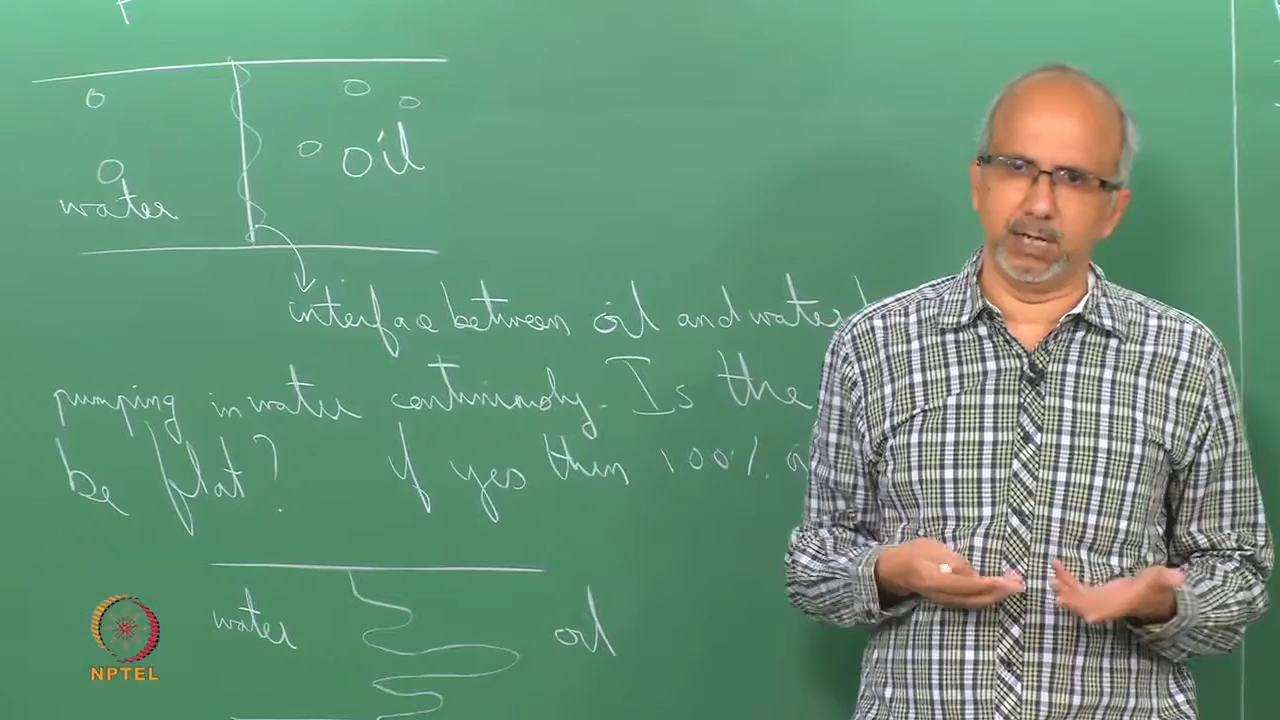 oil
water
interface between oil and water
pumping in water continuously. Is the
be flat? if yes then 100%
water
oil
NPTEL